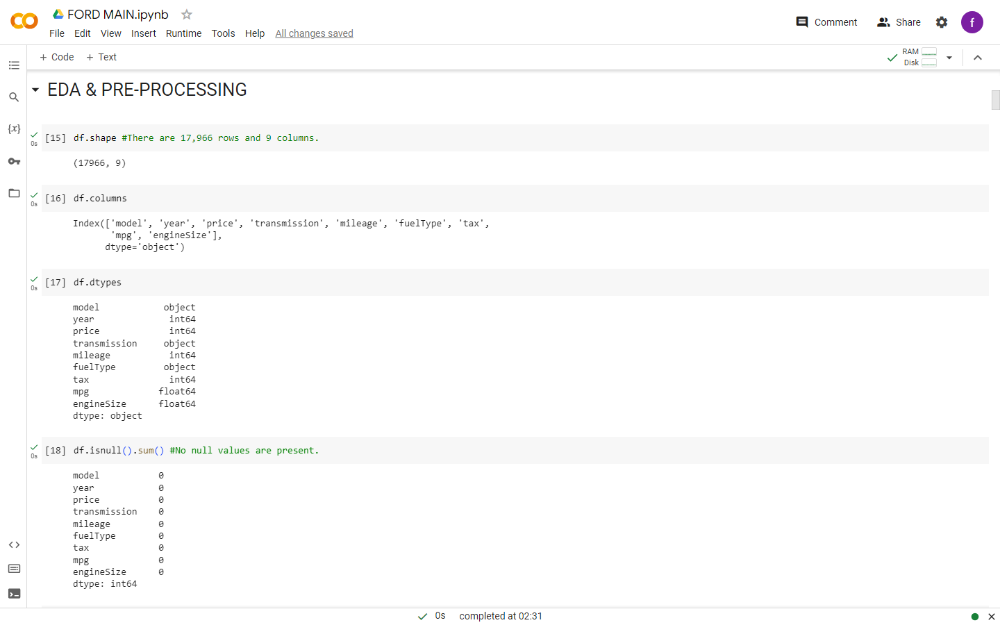 FORD MAIN.ipynb
File Edit View Insert Runtime Tools Help All changes saved
Comment Share f
+ Code + Text
RAM
Disk
EDA & PRE-PROCESSING
[15] df.shape #There are 17,966 rows and 9 columns.
0s
(17966, 9)
[16] df.columns
0s
Index(['model', 'year', 'price', 'transmission', 'mileage', 'fuelType', 'tax',
'mpg', 'engineSize'],
dtype='object')
[17] df.dtypes
0s
model object
year int64
price int64
transmission object
mileage int64
fuelType object
tax int64
mpg float64
engineSize float64
dtype: object
[18] df.isnull().sum() #No null values are present.
0s
model 0
year 0
price 0
transmission 0
mileage 0
fuelType 0
tax 0
mpg 0
engineSize 0
dtype: int64
0s completed at 02:31